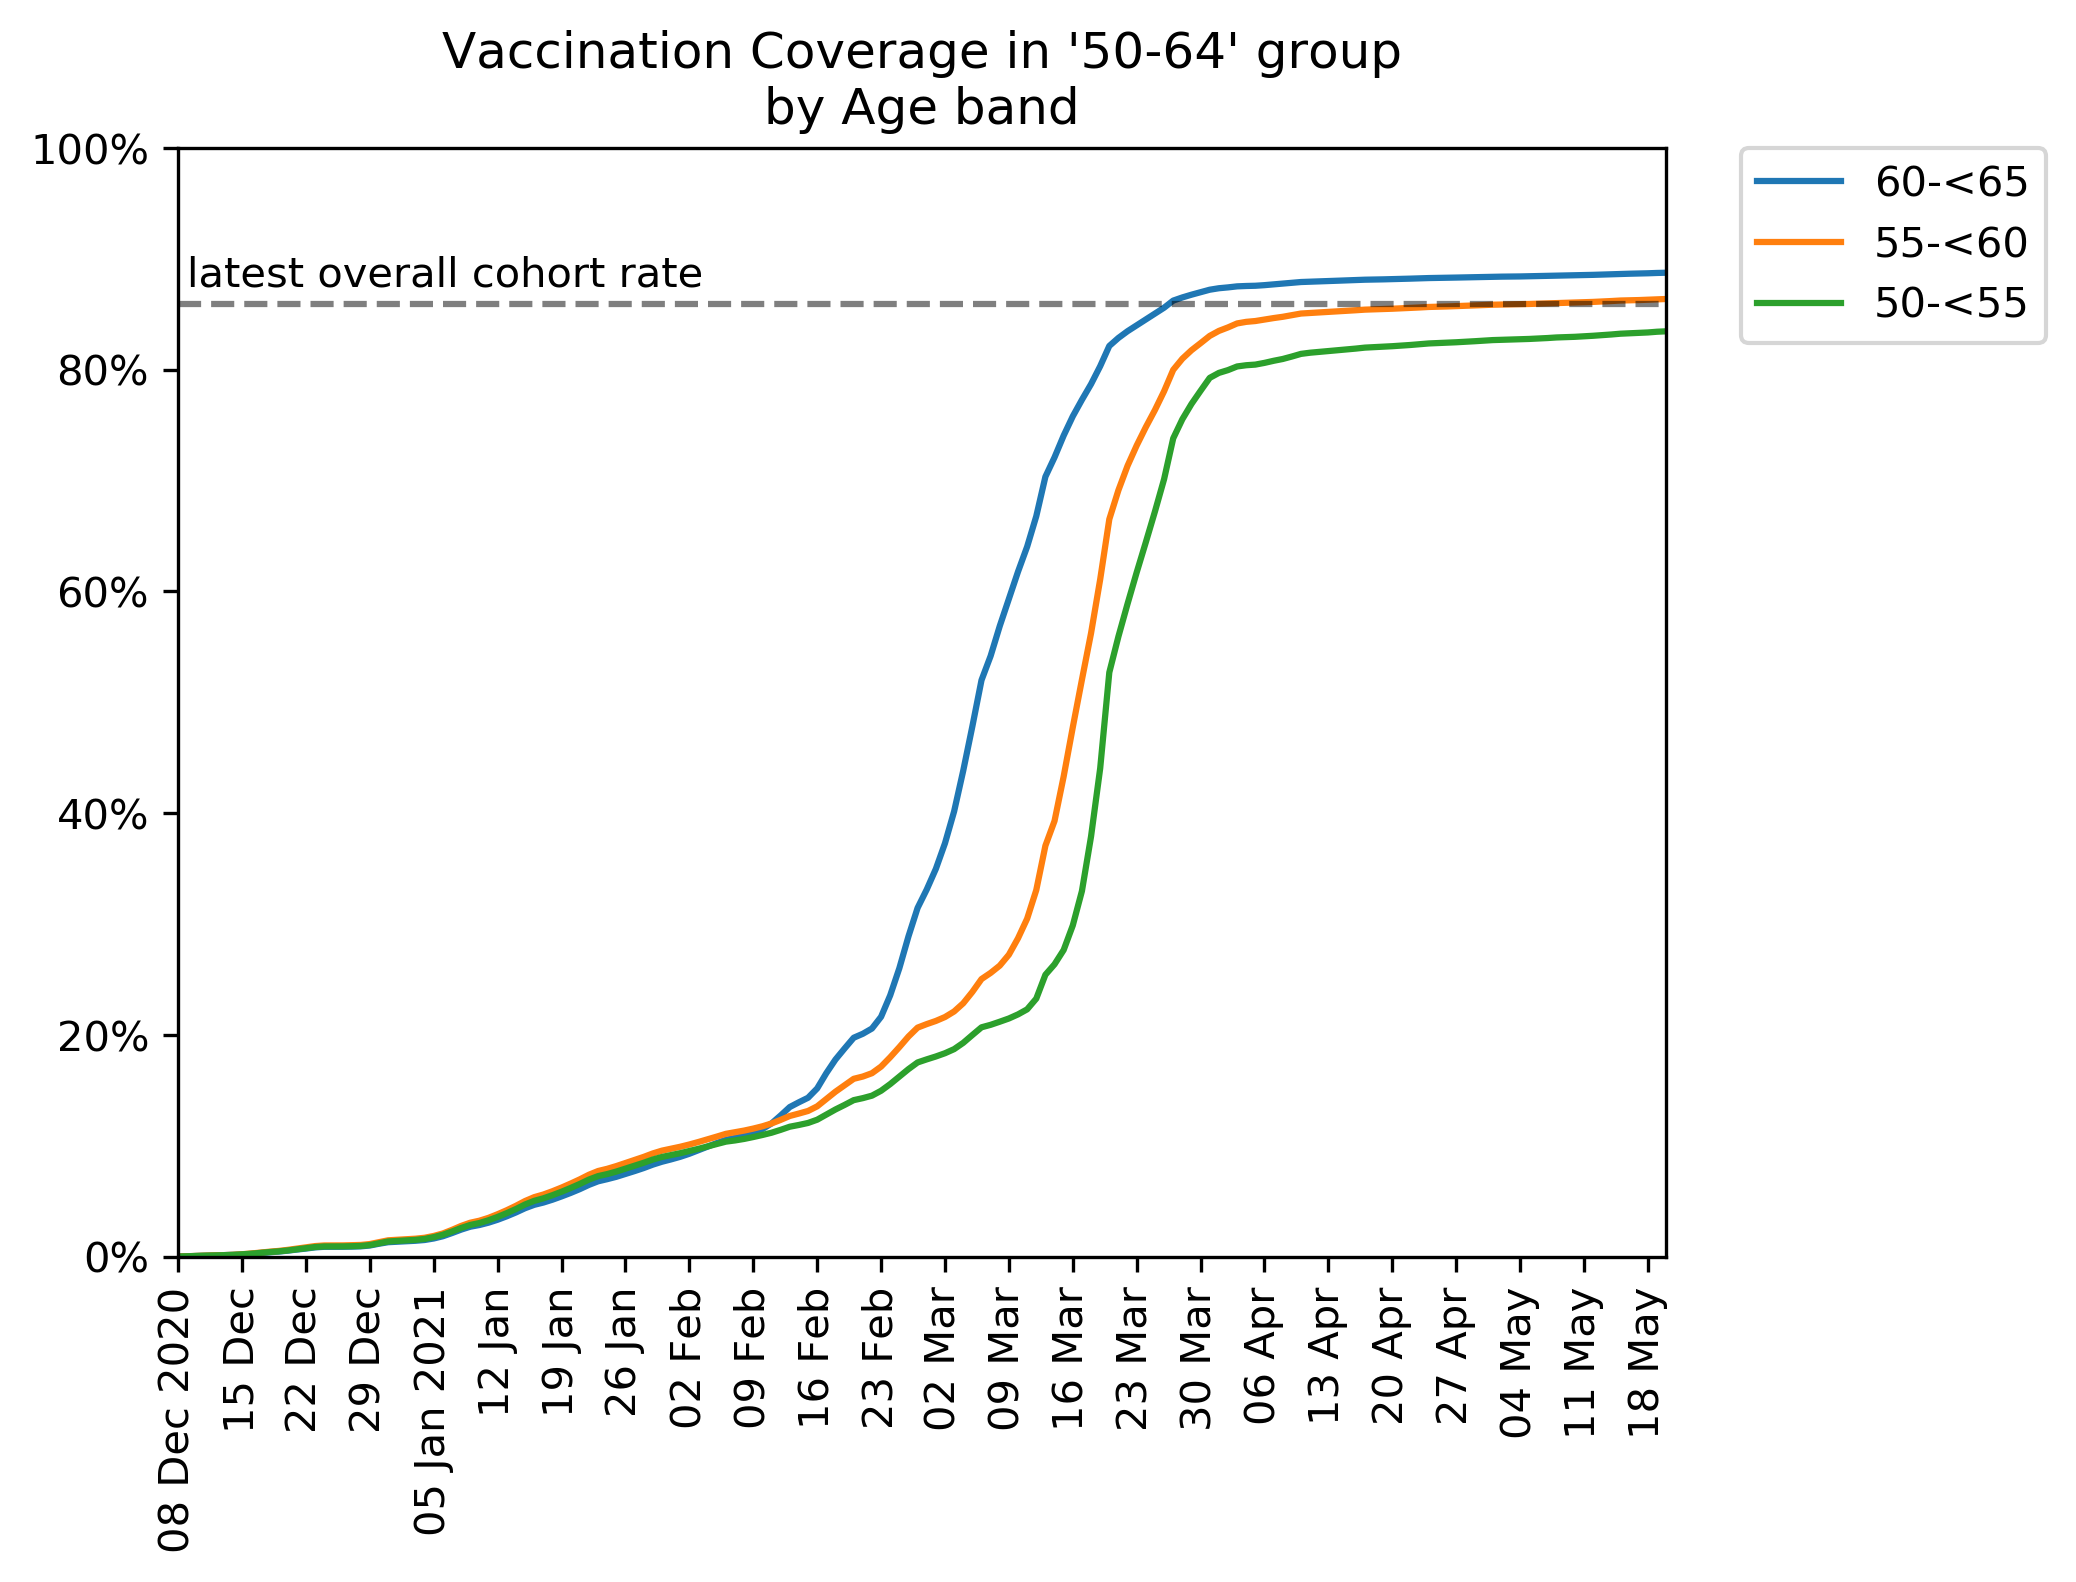 Vaccination Coverage in '50-64' group
by Age band
100%
80%
60%
40%
20%
0%
latest overall cohort rate
60-<65
55-<60
50-<55
08 Dec 2020
15 Dec
22 Dec
29 Dec
05 Jan 2021
12 Jan
19 Jan
26 Jan
02 Feb
09 Feb
16 Feb
23 Feb
02 Mar
09 Mar
16 Mar
23 Mar
30 Mar
06 Apr
13 Apr
20 Apr
27 Apr
04 May
11 May
18 May